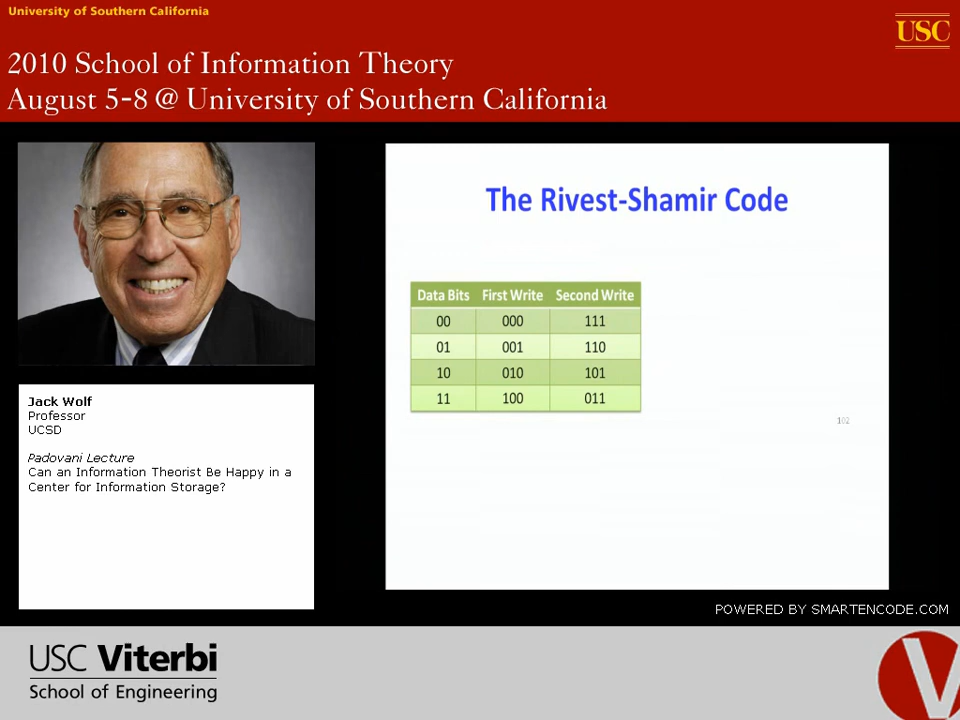 University of Southern California
USC
2010 School of Information Theory
August 5-8 @ University of Southern California
The Rivest-Shamir Code
Data Bits First Write Second Write
00 000 111
01 001 110
10 010 101
11 100 011
102
Jack Wolf
Professor
UCSD
Padovani Lecture
Can an Information Theorist Be Happy in a
Center for Information Storage?
POWERED BY SMARTENCODE.COM
USC Viterbi
School of Engineering
V